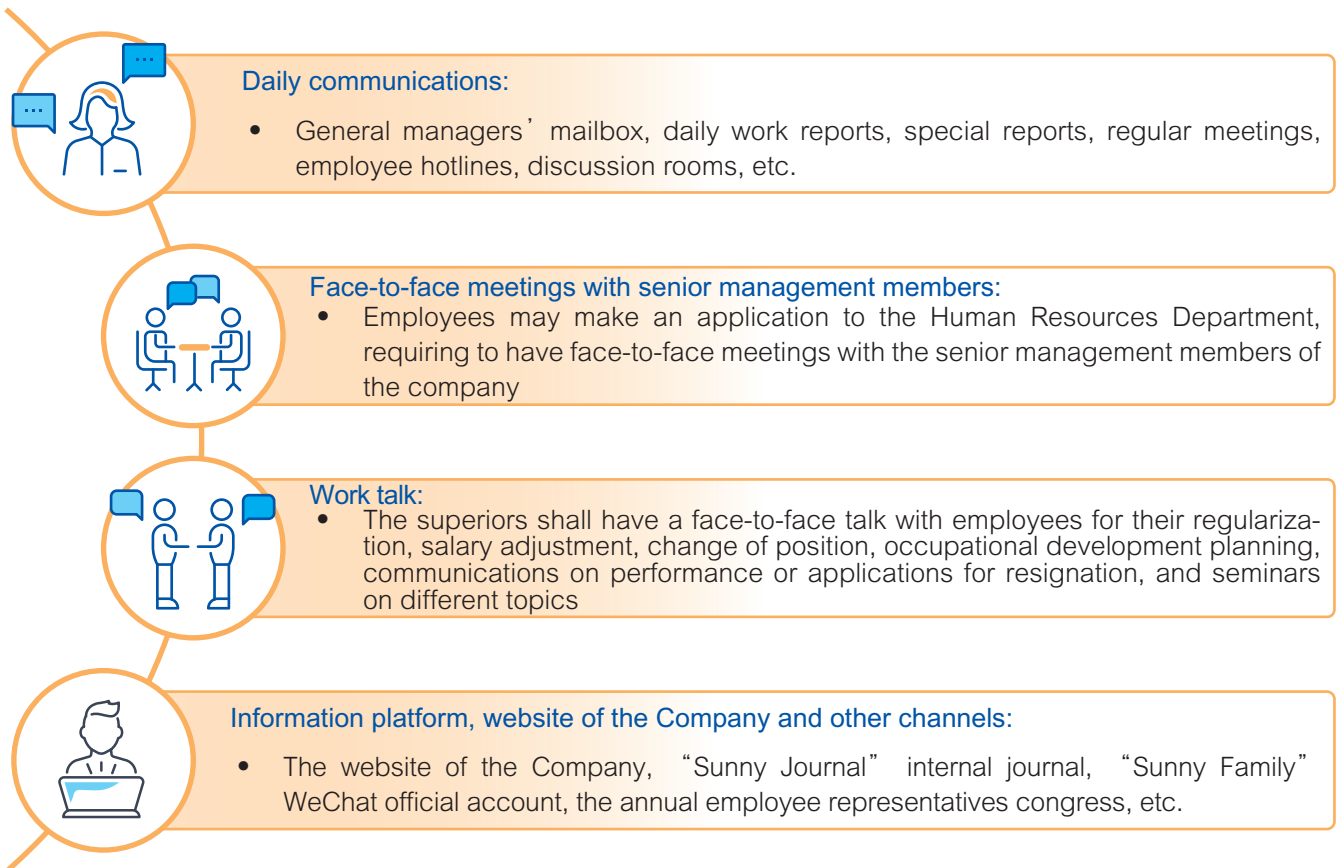 Daily communications:
• General managers’ mailbox, daily work reports, special reports, regular meetings,
employee hotlines, discussion rooms, etc.
Face-to-face meetings with senior management members:
• Employees may make an application to the Human Resources Department,
requiring to have face-to-face meetings with the senior management members of
the company
Work talk:
• The superiors shall have a face-to-face talk with employees for their regulariza-
tion, salary adjustment, change of position, occupational development planning,
communications on performance or applications for resignation, and seminars
on different topics
Information platform, website of the Company and other channels:
• The website of the Company, “Sunny Journal” internal journal, “Sunny Family”
WeChat official account, the annual employee representatives congress, etc.